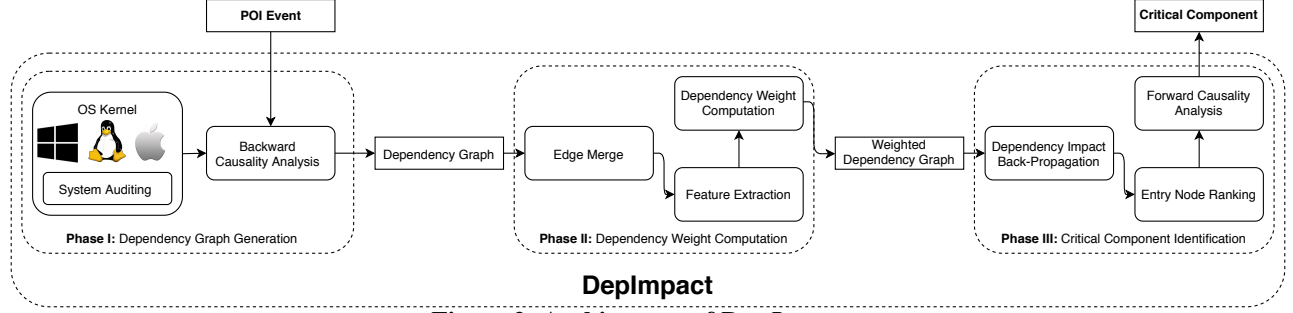 POI Event
Critical Component
OS Kernel
System Auditing
Backward
Causality Analysis
Phase I: Dependency Graph Generation
Dependency Graph
Edge Merge
Dependency Weight
Computation
Feature Extraction
Phase II: Dependency Weight Computation
Weighted
Dependency Graph
Dependency Impact
Back-Propagation
Forward Causality
Analysis
Entry Node Ranking
Phase III: Critical Component Identification
DepImpact